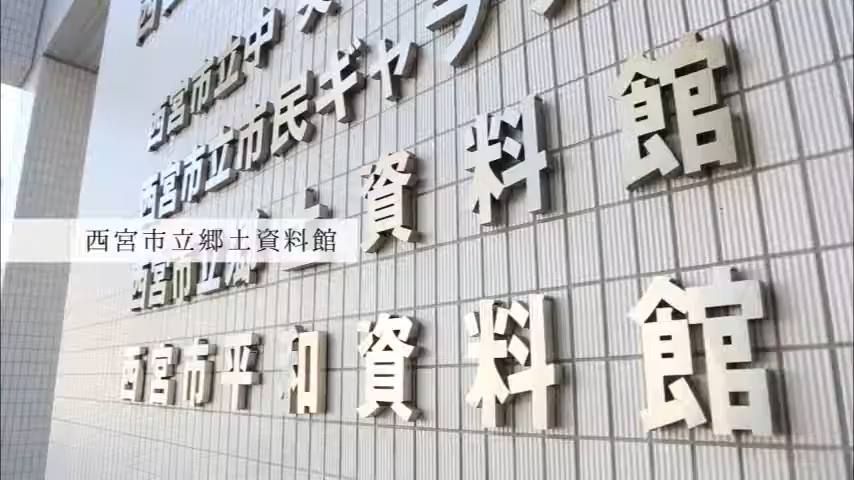 西宮市立中
西宮市立市民ギャラ
西宮市立郷土資料館
西宮市立郷土資料館
西宮市平和資料館